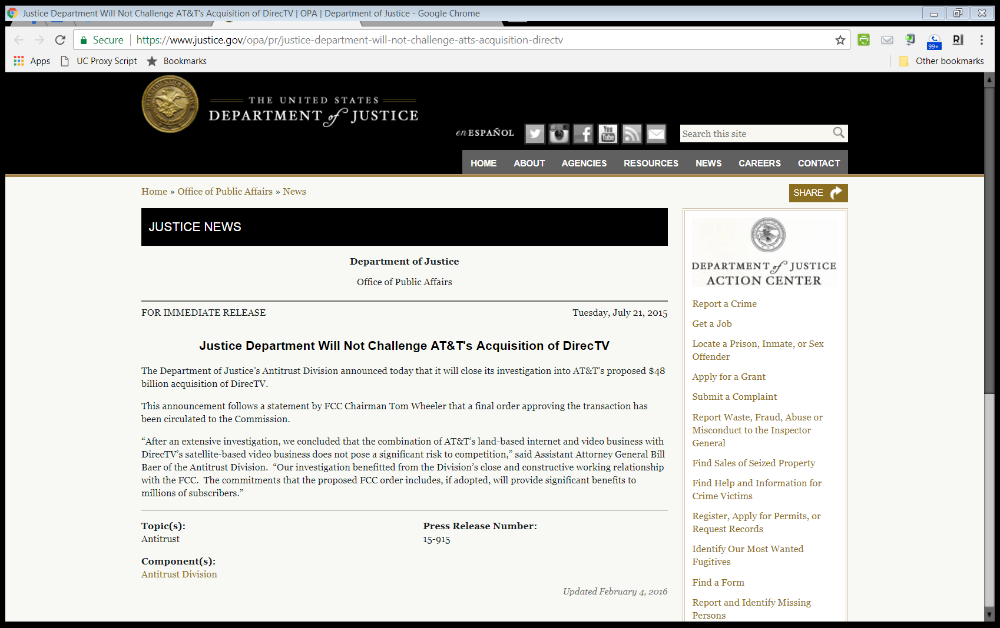 Justice Department Will Not Challenge AT&T's Acquisition of DirecTV | OPA | Department of Justice - Google Chrome
Secure https://www.justice.gov/opa/pr/justice-department-will-not-challenge-atts-acquisition-directv
99+
R|
Apps UC Proxy Script Bookmarks Other bookmarks
THE UNITED STATES
DEPARTMENT of JUSTICE
en ESPAÑOL
You
Tube
Search this site
HOME ABOUT AGENCIES RESOURCES NEWS CAREERS CONTACT
Home » Office of Public Affairs » News
SHARE
JUSTICE NEWS
Department of Justice
Office of Public Affairs
FOR IMMEDIATE RELEASE Tuesday, July 21, 2015
Justice Department Will Not Challenge AT&T's Acquisition of DirecTV
The Department of Justice’s Antitrust Division announced today that it will close its investigation into AT&T’s proposed $48
billion acquisition of DirecTV.
This announcement follows a statement by FCC Chairman Tom Wheeler that a final order approving the transaction has
been circulated to the Commission.
“After an extensive investigation, we concluded that the combination of AT&T’s land-based internet and video business with
DirecTV’s satellite-based video business does not pose a significant risk to competition,” said Assistant Attorney General Bill
Baer of the Antitrust Division.  “Our investigation benefitted from the Division’s close and constructive working relationship
with the FCC.  The commitments that the proposed FCC order includes, if adopted, will provide significant benefits to
millions of subscribers.”
Topic(s):
Antitrust
Press Release Number:
15-915
Component(s):
Antitrust Division
Updated February 4, 2016
DEPARTMENT of JUSTICE
ACTION CENTER
Report a Crime
Get a Job
Locate a Prison, Inmate, or Sex
Offender
Apply for a Grant
Submit a Complaint
Report Waste, Fraud, Abuse or
Misconduct to the Inspector
General
Find Sales of Seized Property
Find Help and Information for
Crime Victims
Register, Apply for Permits, or
Request Records
Identify Our Most Wanted
Fugitives
Find a Form
Report and Identify Missing
Persons